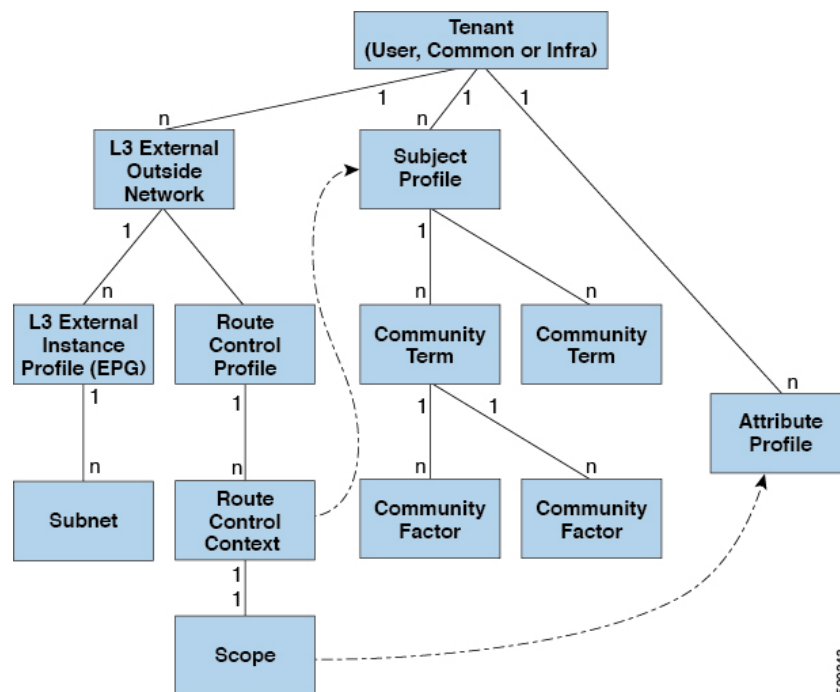 Tenant
(User, Common or Infra)
1
1
1
n
n
L3 External
Outside
Network
Subject
Profile
1
1
n
n
n
L3 External
Instance
Profile (EPG)
Route
Control
Profile
Community
Term
Community
Term
n
1
1
1
1
Attribute
Profile
n
n
n
n
Subnet
Route
Control
Context
Community
Factor
Community
Factor
1
1
Scope